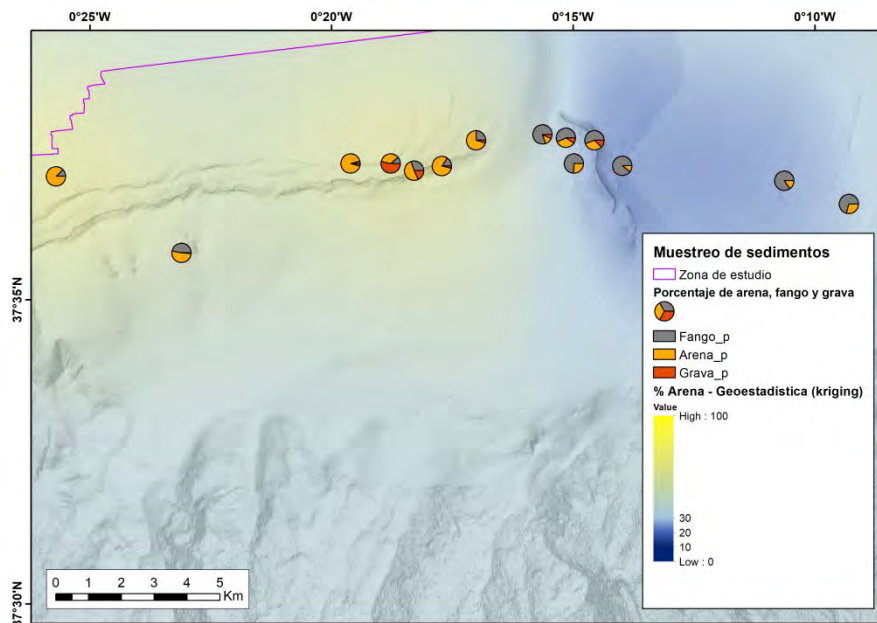 0°25'W 0°20'W 0°15'W 0°10'W
37°35'N
37°30'N
Muestreo de sedimentos
Zona de estudio
Porcentaje de arena, fango y grava
Fango_p
Arena_p
Grava_p
% Arena - Geoestadística (kriging)
Value
High : 100
30
20
10
Low : 0
0 1 2 3 4 5
Km